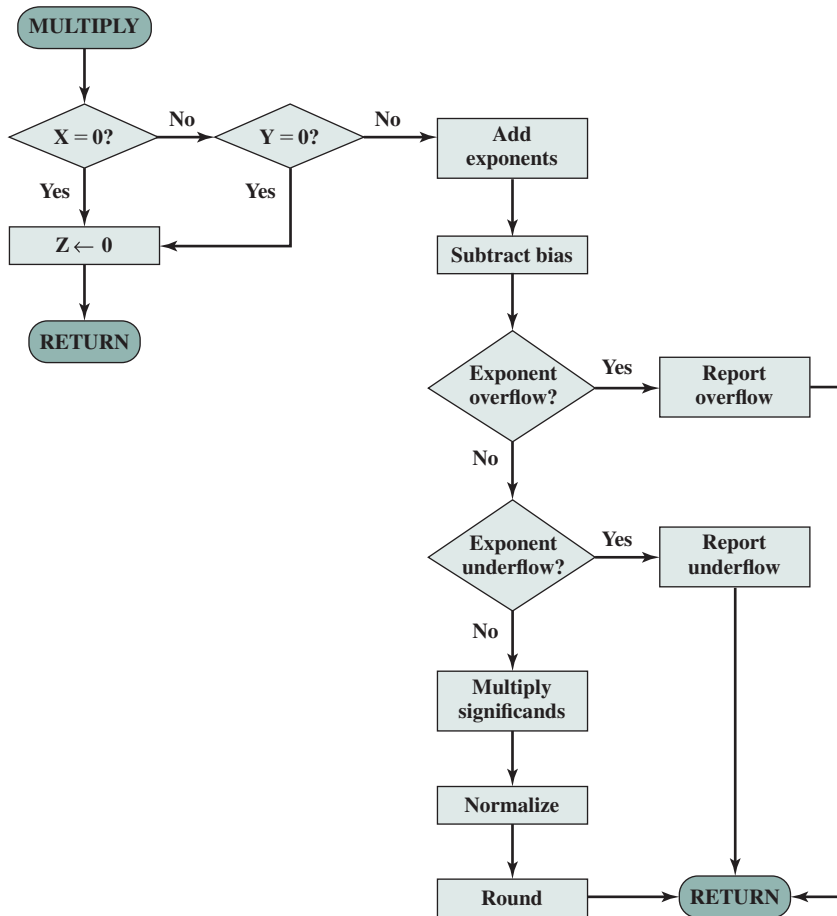 MULTIPLY
X = 0?
No
Y = 0?
No
Add
exponents
Yes
Yes
Z ← 0
Subtract bias
RETURN
Exponent
overflow?
Yes
Report
overflow
No
Exponent
underflow?
Yes
Report
underflow
No
Multiply
significands
Normalize
Round
RETURN